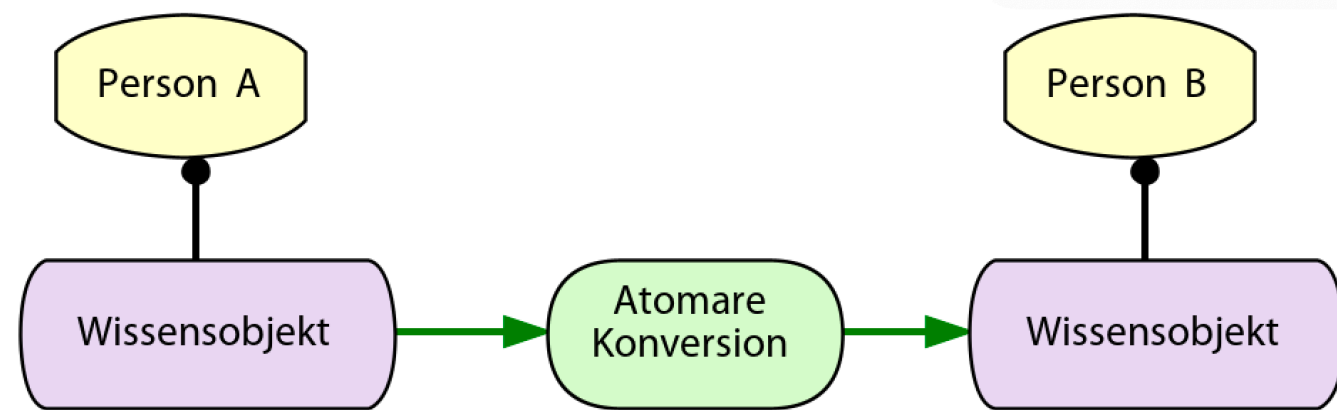 Person A
Person B
Wissensobjekt
Atomare
Konversion
Wissensobjekt